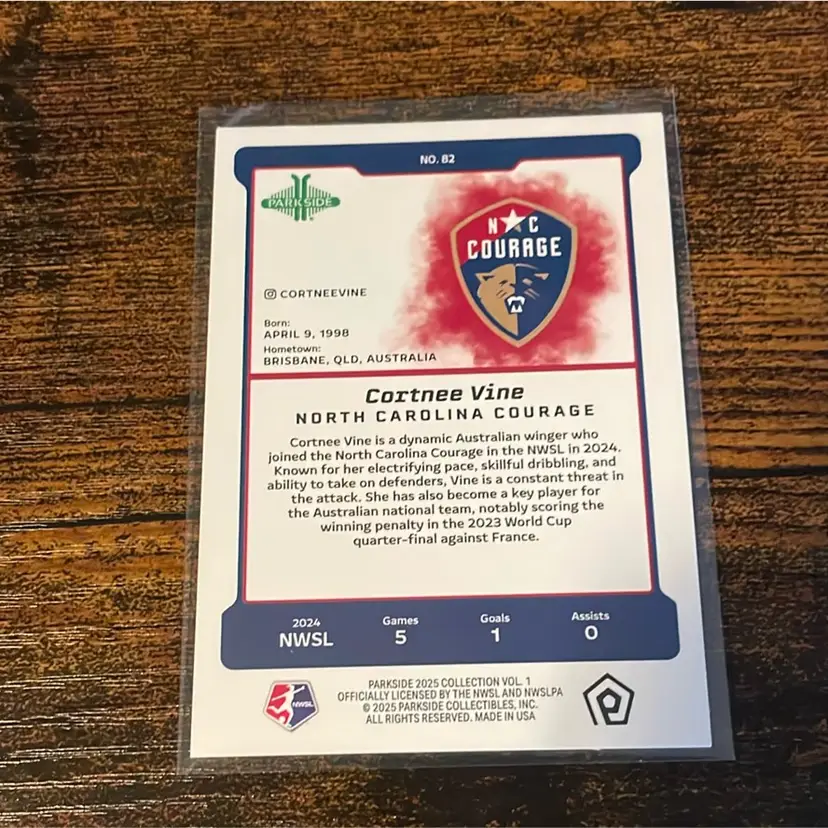 NO. 82
PARKSIDE
N C
COURAGE
CORTNEEVINE
Born:
APRIL 9, 1998
Hometown:
BRISBANE, QLD, AUSTRALIA
Cortnee Vine
NORTH CAROLINA COURAGE
Cortnee Vine is a dynamic Australian winger who
joined the North Carolina Courage in the NWSL in 2024.
Known for her electrifying pace, skillful dribbling, and
ability to take on defenders, Vine is a constant threat in
the attack. She has also become a key player for
the Australian national team, notably scoring the
winning penalty in the 2023 World Cup
quarter-final against France.
2024 Games Goals Assists
NWSL 5 1 0
NWSL
PARKSIDE 2025 COLLECTION VOL. 1
OFFICIALLY LICENSED BY THE NWSL AND NWSLPA
© 2025 PARKSIDE COLLECTIBLES, INC.
ALL RIGHTS RESERVED. MADE IN USA